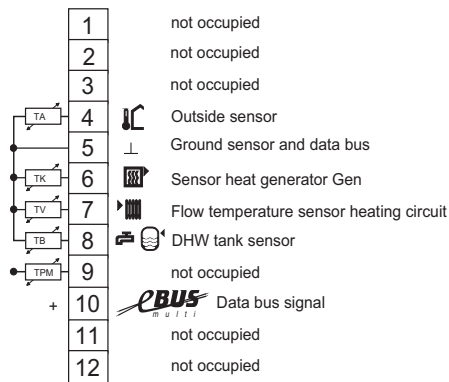 1 not occupied
2 not occupied
3 not occupied
TA 4 Outside sensor
5 ⊥ Ground sensor and data bus
TK 6 Sensor heat generator Gen
TV 7 Flow temperature sensor heating circuit
TB 8 DHW tank sensor
TPM 9 not occupied
+ 10 eBUS Data bus signal
multi
11 not occupied
12 not occupied